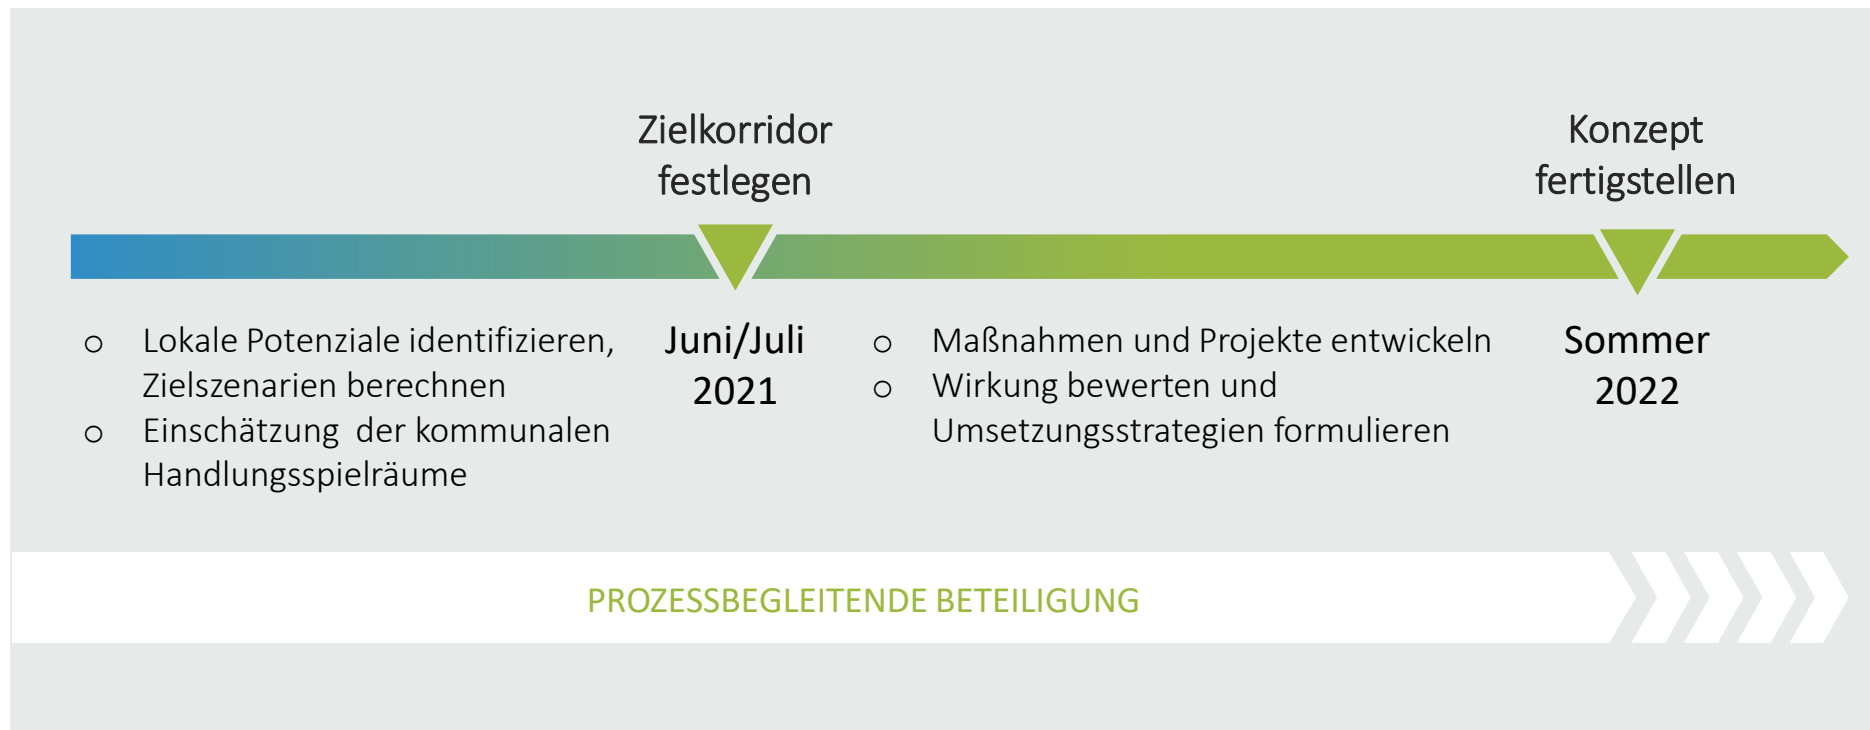 Zielkorridor
festlegen
Konzept
fertigstellen
o Lokale Potenziale identifizieren,
Zielszenarien berechnen
o Einschätzung der kommunalen
Handlungsspielräume
Juni/Juli
2021
o Maßnahmen und Projekte entwickeln
o Wirkung bewerten und
Umsetzungsstrategien formulieren
Sommer
2022
PROZESSBEGLEITENDE BETEILIGUNG